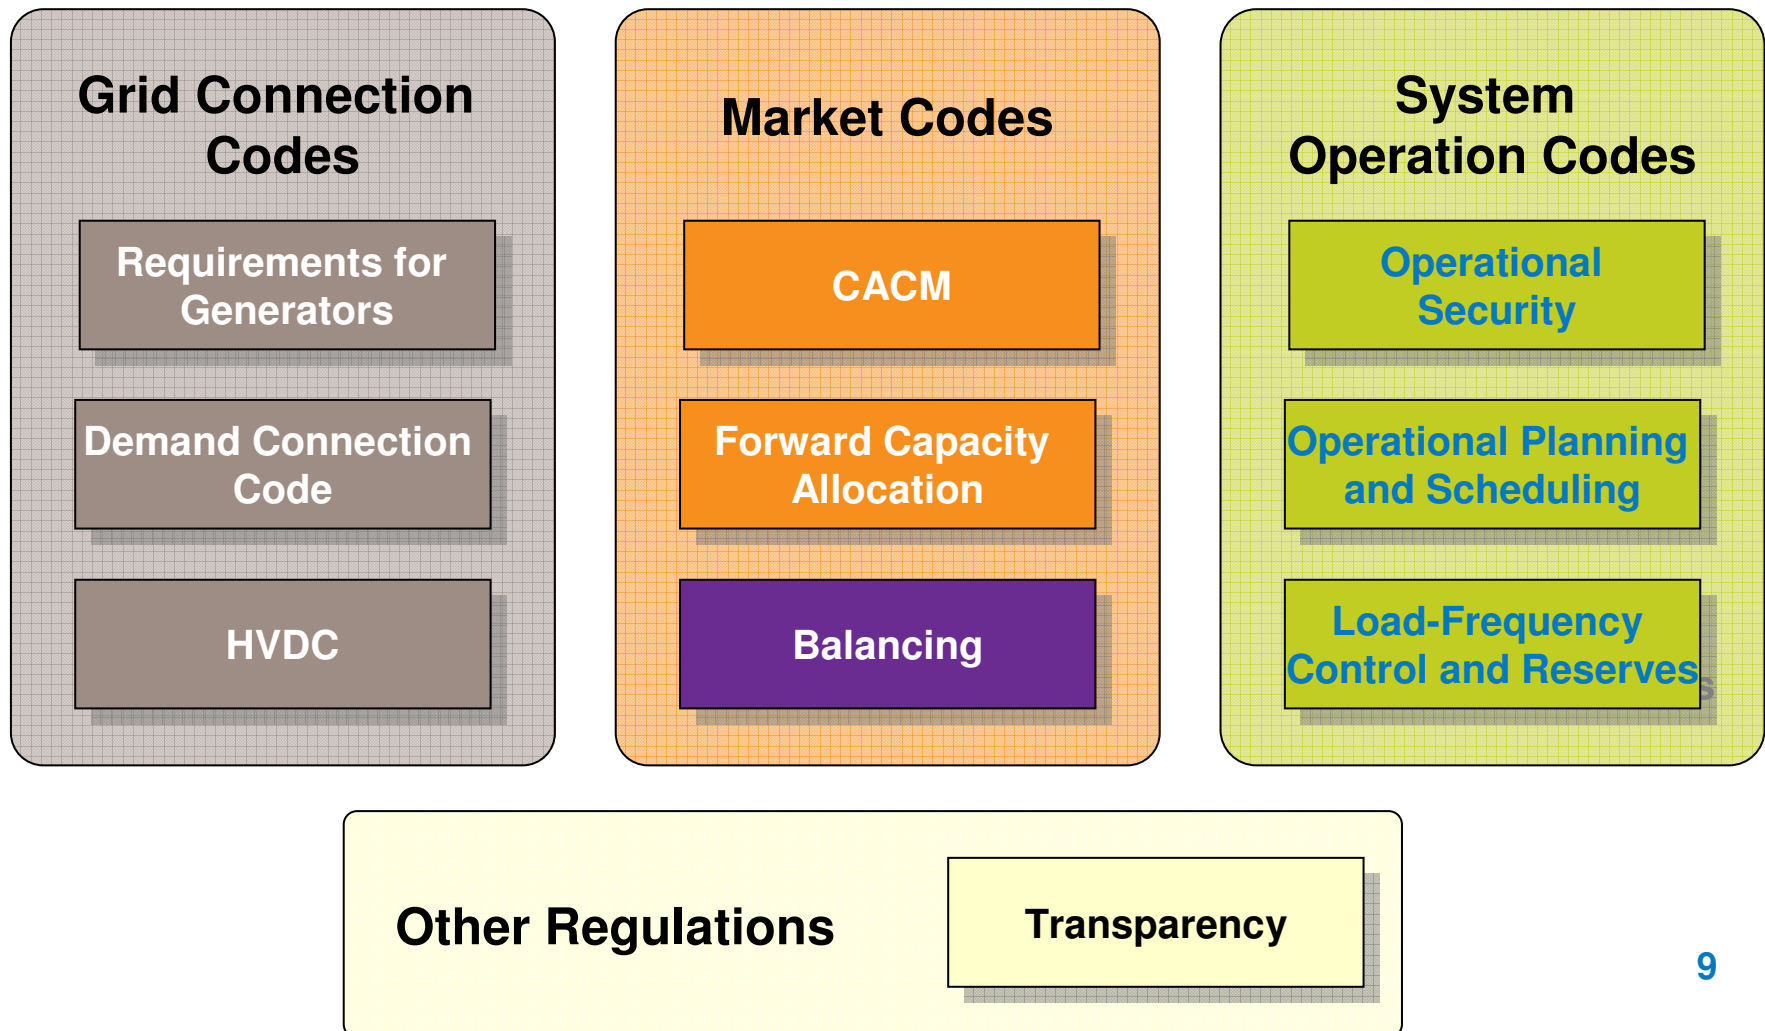 Grid Connection
Codes
Requirements for
Generators
Demand Connection
Code
HVDC
Market Codes
CACM
Forward Capacity
Allocation
Balancing
System
Operation Codes
Operational
Security
Operational Planning
and Scheduling
Load-Frequency
Control and Reserves
Other Regulations
Transparency
9